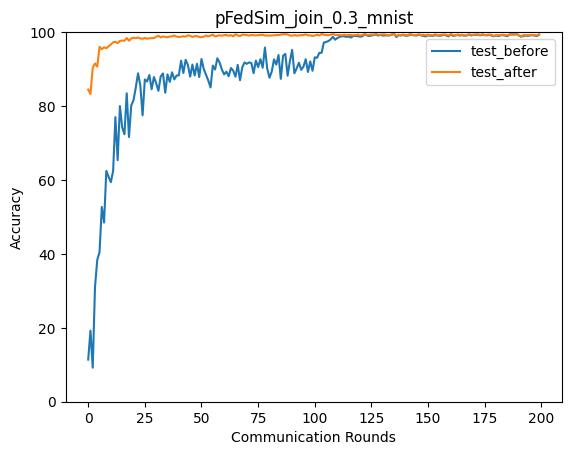 pFedSim_join_0.3_mnist
100
80
60
40
20
0
Accuracy
test_before
test_after
0 25 50 75 100 125 150 175 200
Communication Rounds